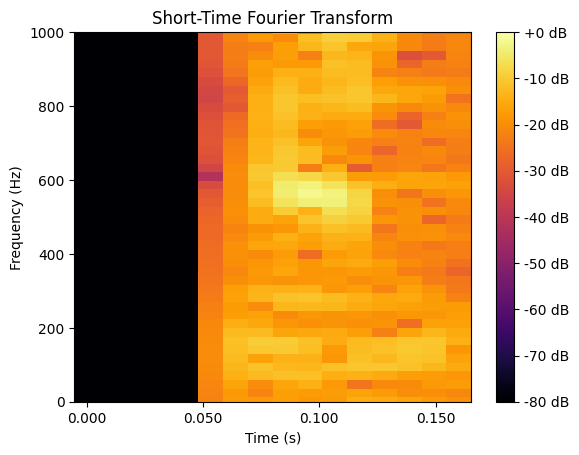 Short-Time Fourier Transform
1000
800
600
400
200
0
Frequency (Hz)
0.000
0.050
0.100
0.150
Time (s)
+0 dB
-10 dB
-20 dB
-30 dB
-40 dB
-50 dB
-60 dB
-70 dB
-80 dB